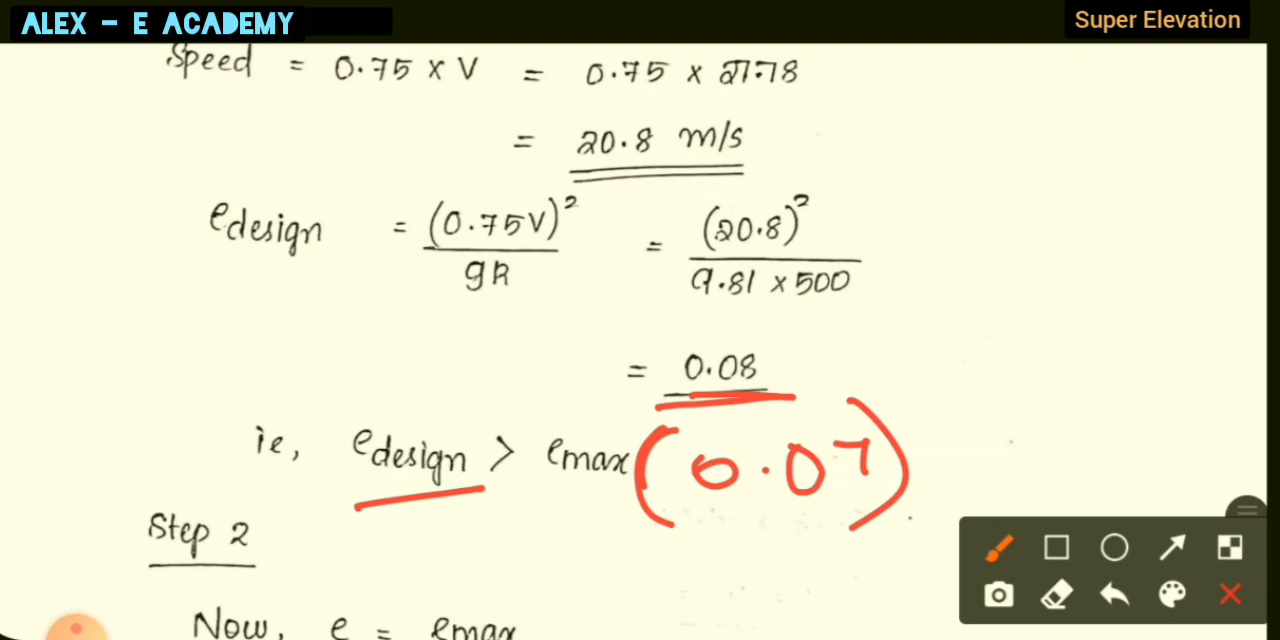 ALEX - E ACADEMY
Super Elevation
Speed = 0.75 x V = 0.75 x 27.78
= 20.8 m/s
edesign = (0.75V)² / gR = (20.8)² / 9.81 x 500
= 0.08
ie, edesign > emax (0.07)
Step 2
Now, e = emax